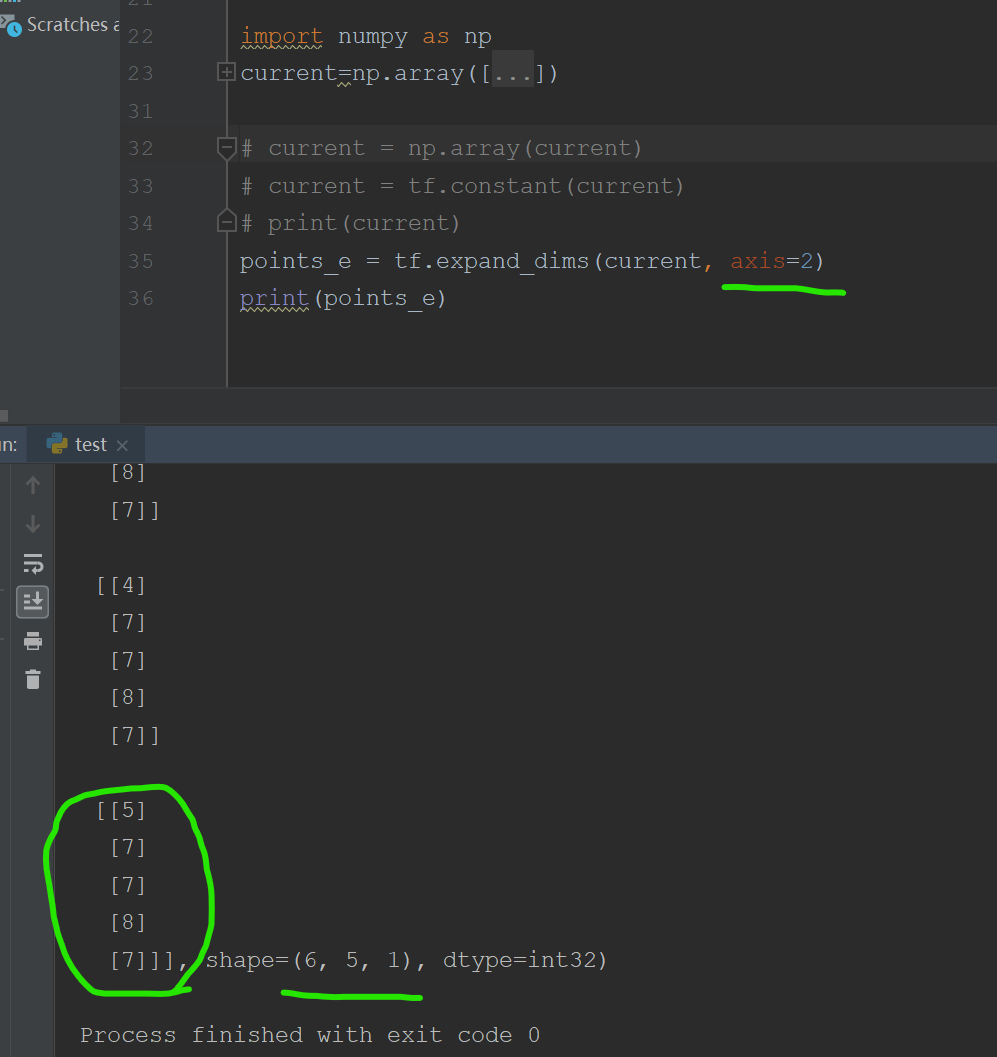 21
Scratches a
22 import numpy as np
23 current=np.array([...])
31
32 # current = np.array(current)
33 # current = tf.constant(current)
34 # print(current)
35 points_e = tf.expand_dims(current, axis=2)
36 print(points_e)
un: test
[8]
[7]]
[[4]
[7]
[7]
[8]
[7]]
[[5]
[7]
[7]
[8]
[7]]], shape=(6, 5, 1), dtype=int32)
Process finished with exit code 0